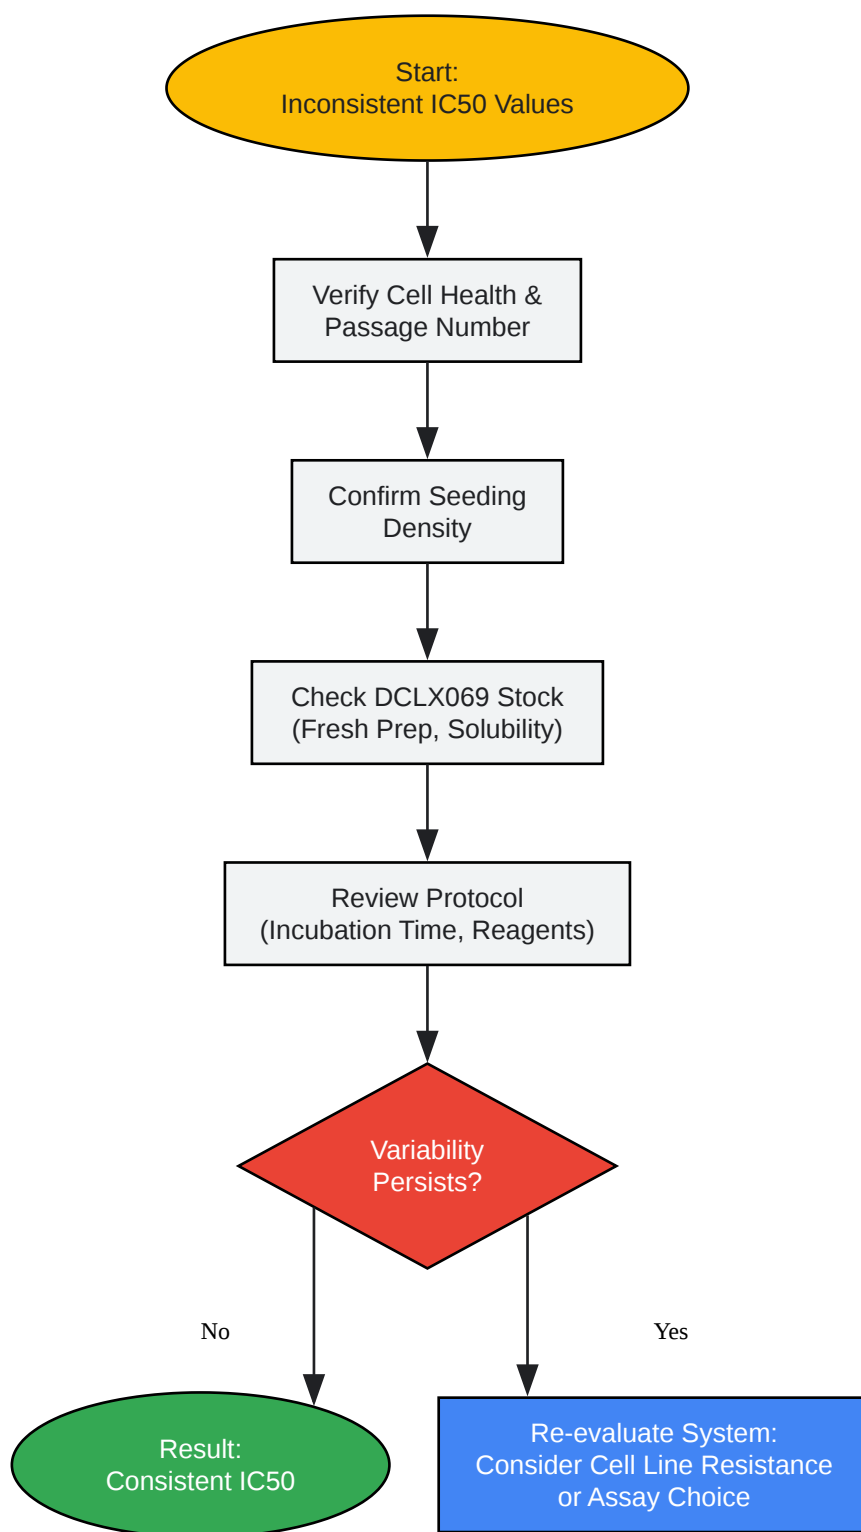 Start:
Inconsistent IC50 Values
Verify Cell Health &
Passage Number
Confirm Seeding
Density
Check DCLX069 Stock
(Fresh Prep, Solubility)
Review Protocol
(Incubation Time, Reagents)
Variability
Persists?
No
Yes
Result:
Consistent IC50
Re-evaluate System:
Consider Cell Line Resistance
or Assay Choice